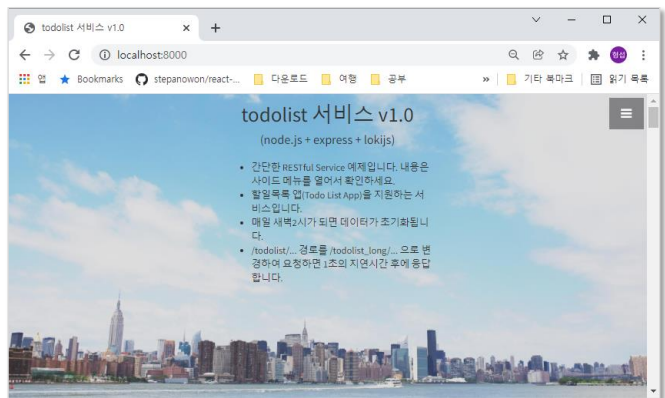 todolist 서비스 v1.0
localhost:8000
형섭
앱 Bookmarks stepanowon/react-... 다운로드 여행 공부 » 기타 북마크 읽기 목록
todolist 서비스 v1.0
(node.js + express + lokijs)
• 간단한 RESTful Service 예제입니다. 내용은
사이드 메뉴를 열어서 확인하세요.
• 할일목록 앱(Todo List App)을 지원하는 서
비스입니다.
• 매일 새벽2시가 되면 데이터가 초기화됩니
다.
• /todolist/... 경로를 /todolist_long/... 으로 변
경하여 요청하면 1초의 지연시간 후에 응답
합니다.